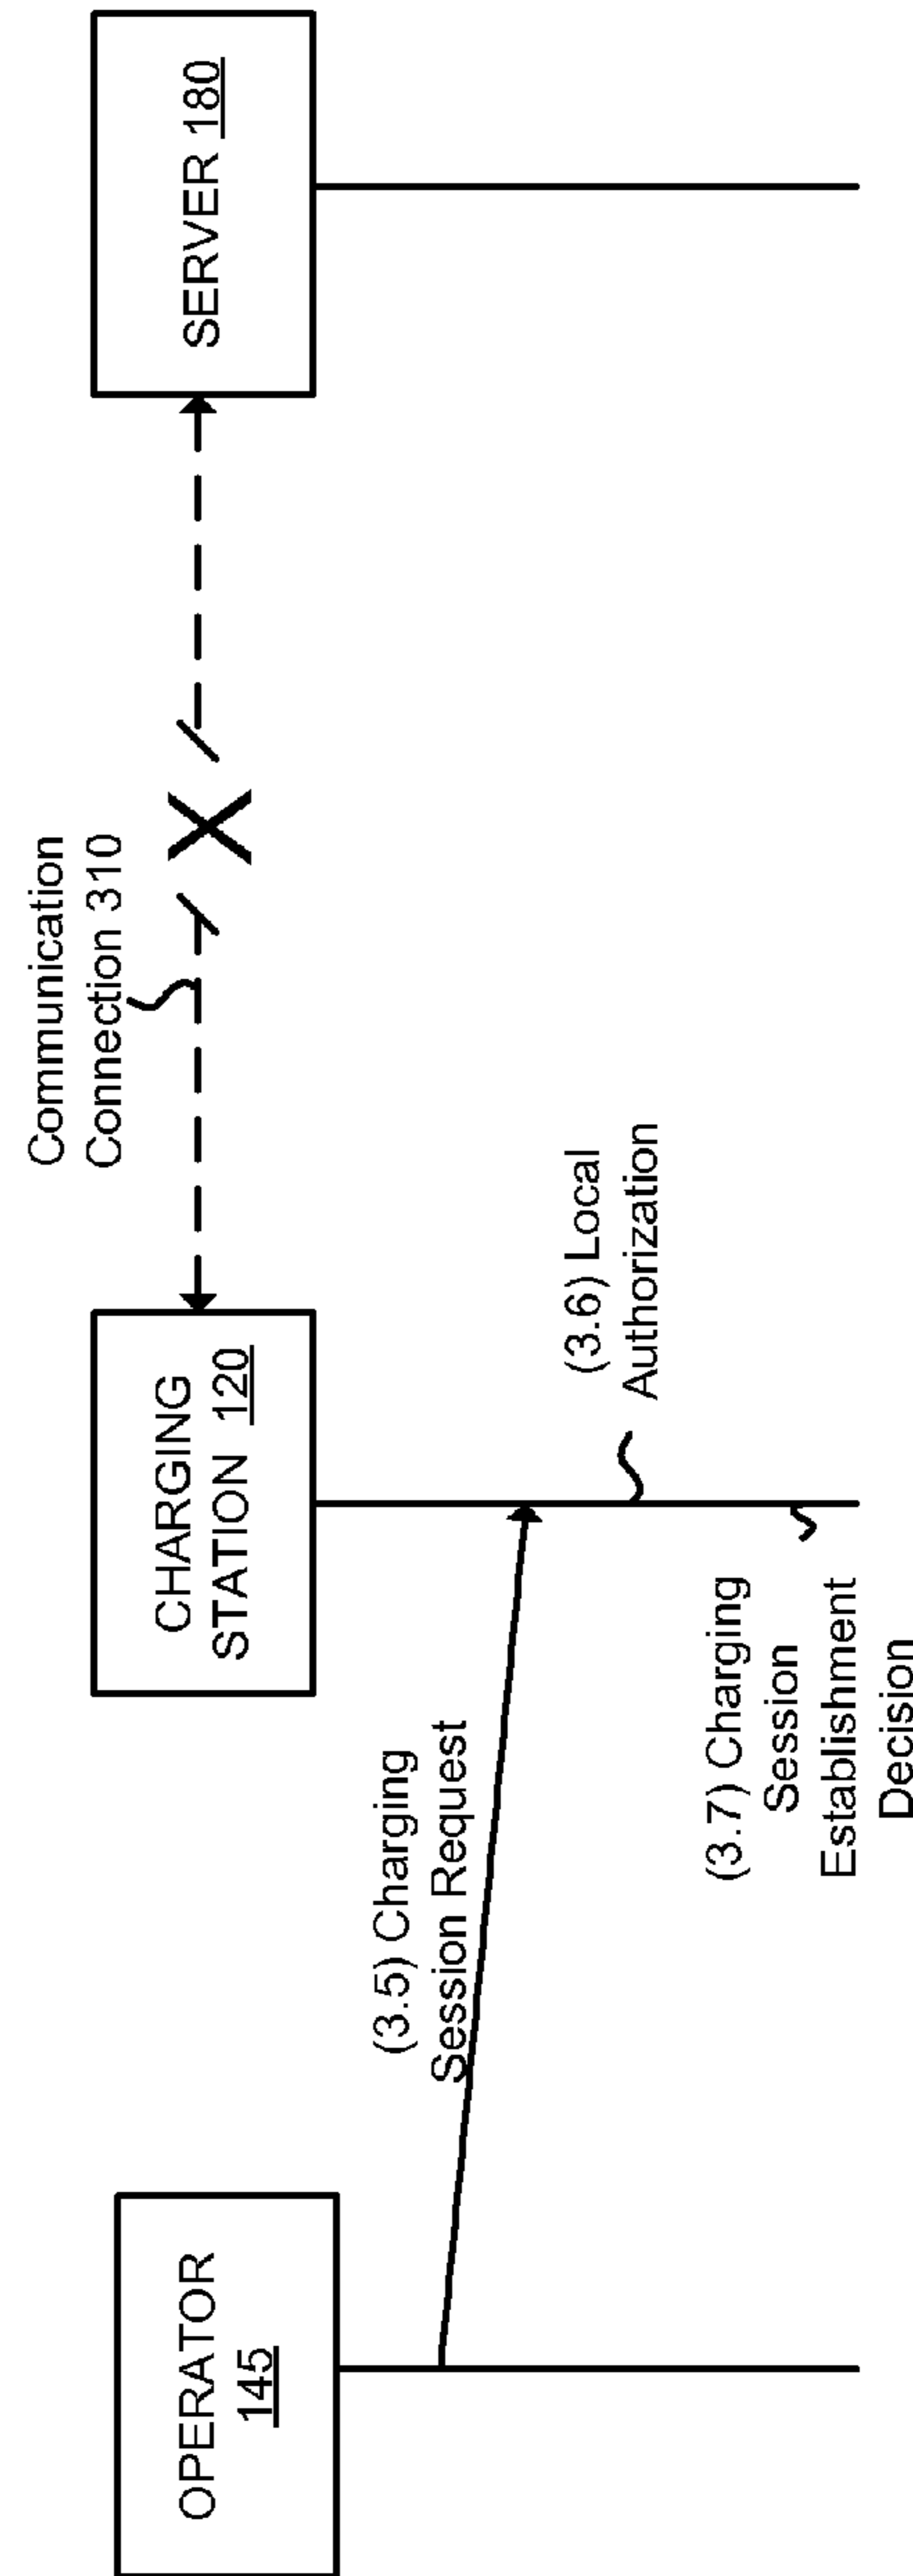 OPERATOR
145
CHARGING
STATION 120
Communication
Connection 310
X
SERVER 180
(3.5) Charging
Session Request
(3.6) Local
Authorization
(3.7) Charging
Session
Establishment
Decision